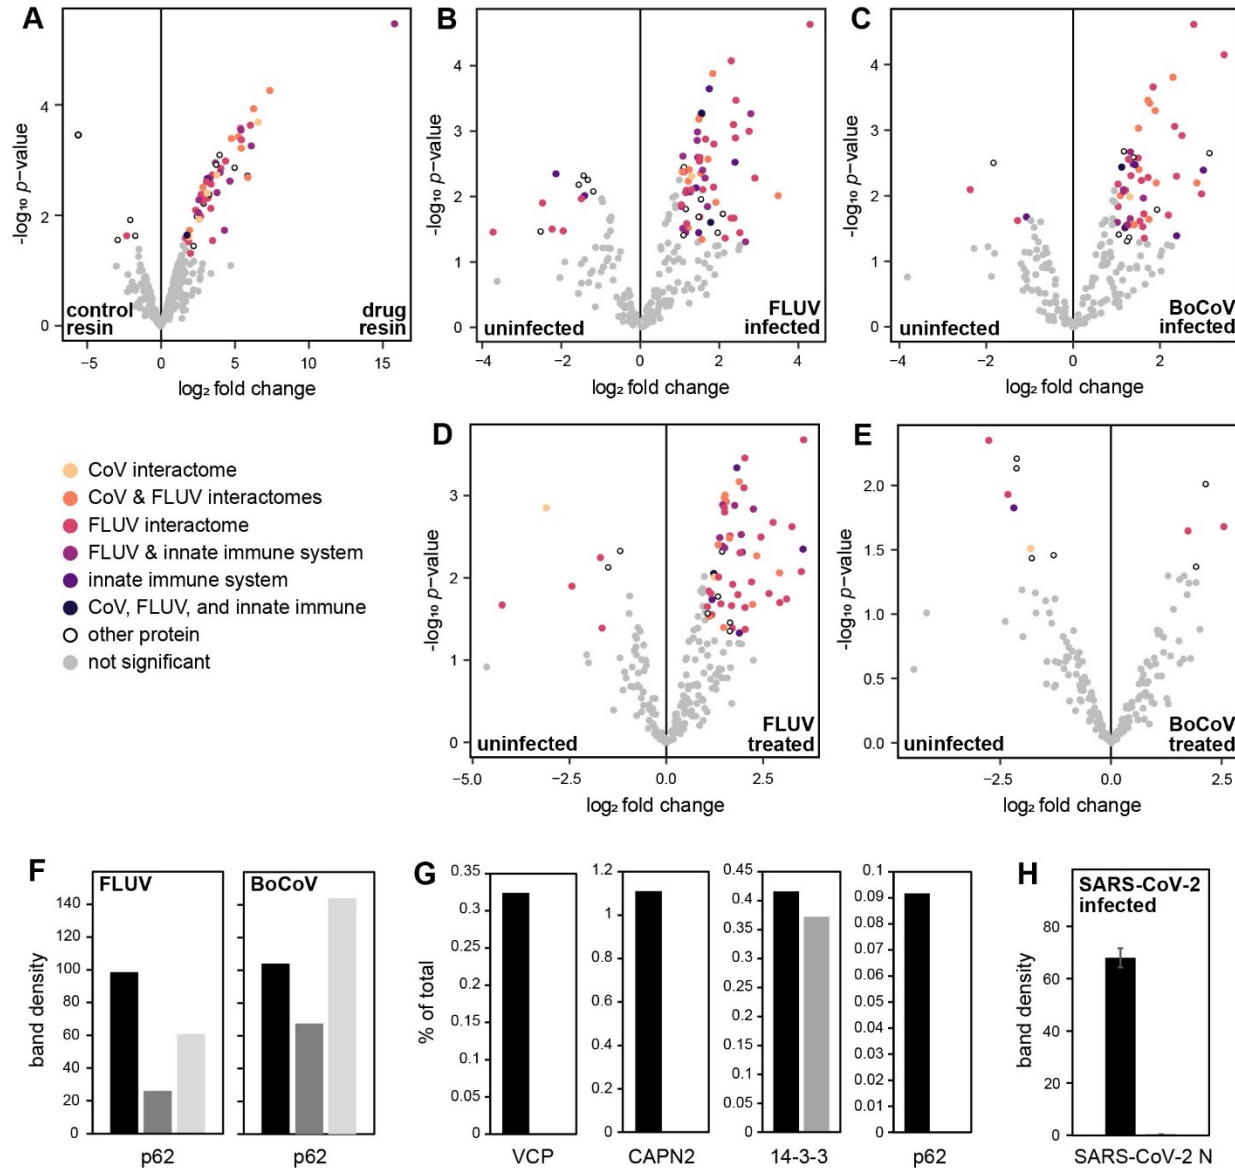 A
B
C
-log₁₀ p-value
4
2
0
control
resin
drug
resin
−5
0
5
10
15
log₂ fold change
4
3
2
1
0
uninfected
FLUV
infected
−4
−2
0
2
4
log₂ fold change
4
3
2
1
0
uninfected
BoCoV
infected
−4
−2
0
2
log₂ fold change
CoV interactome
CoV & FLUV interactomes
FLUV interactome
FLUV & innate immune system
innate immune system
CoV, FLUV, and innate immune
other protein
not significant
D
E
-log₁₀ p-value
3
2
1
0
uninfected
FLUV
treated
−5.0
−2.5
0.0
2.5
log₂ fold change
-log₁₀ p-value
2.0
1.5
1.0
0.5
0.0
uninfected
BoCoV
treated
−2.5
0.0
2.5
log₂ fold change
F
FLUV
BoCoV
band density
140
120
100
80
60
40
20
0
p62
p62
G
% of total
0.35
0.3
0.25
0.2
0.15
0.1
0.05
0
VCP
1.2
1
0.8
0.6
0.4
0.2
0
CAPN2
0.45
0.4
0.35
0.3
0.25
0.2
0.15
0.1
0.05
0
14-3-3
0.1
0.09
0.08
0.07
0.06
0.05
0.04
0.03
0.02
0.01
0
p62
H
SARS-CoV-2
infected
band density
80
60
40
20
0
SARS-CoV-2 N